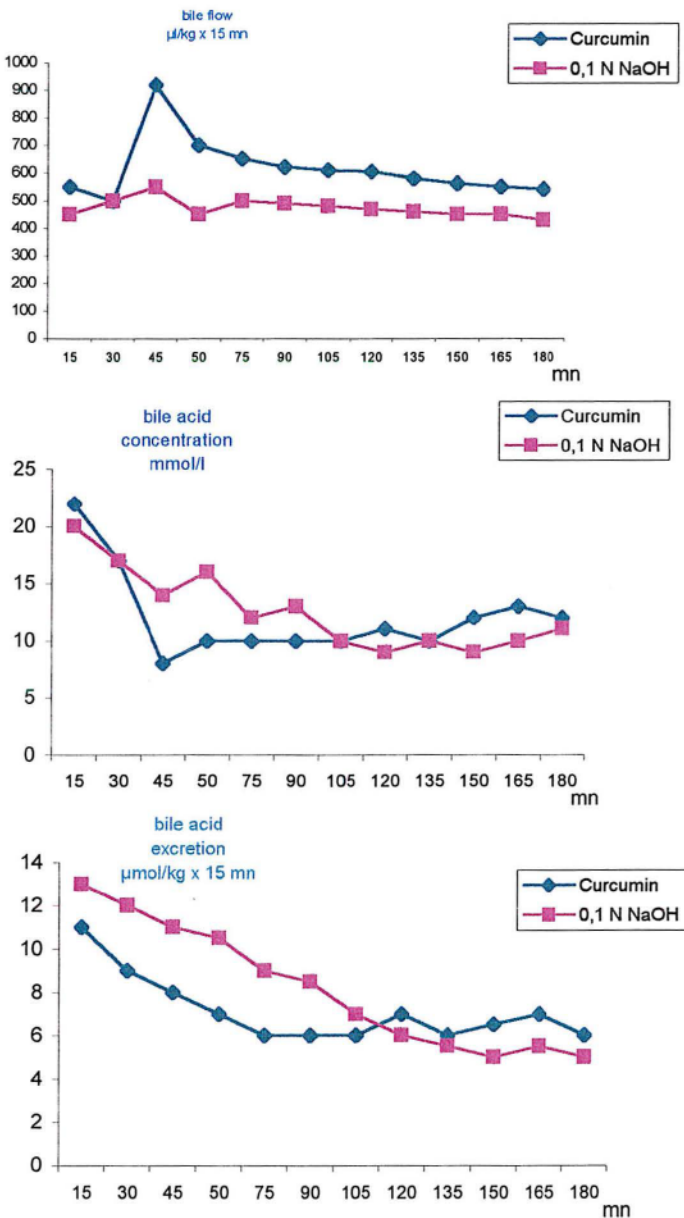 bile flow
µl/kg x 15 mn
Curcumin
0,1 N NaOH
1000
900
800
700
600
500
400
300
200
100
0
15 30 45 50 75 90 105 120 135 150 165 180
mn
bile acid
concentration
mmol/l
Curcumin
0,1 N NaOH
25
20
15
10
5
0
15 30 45 50 75 90 105 120 135 150 165 180
mn
bile acid
excretion
µmol/kg x 15 mn
Curcumin
0,1 N NaOH
14
12
10
8
6
4
2
0
15 30 45 50 75 90 105 120 135 150 165 180
mn